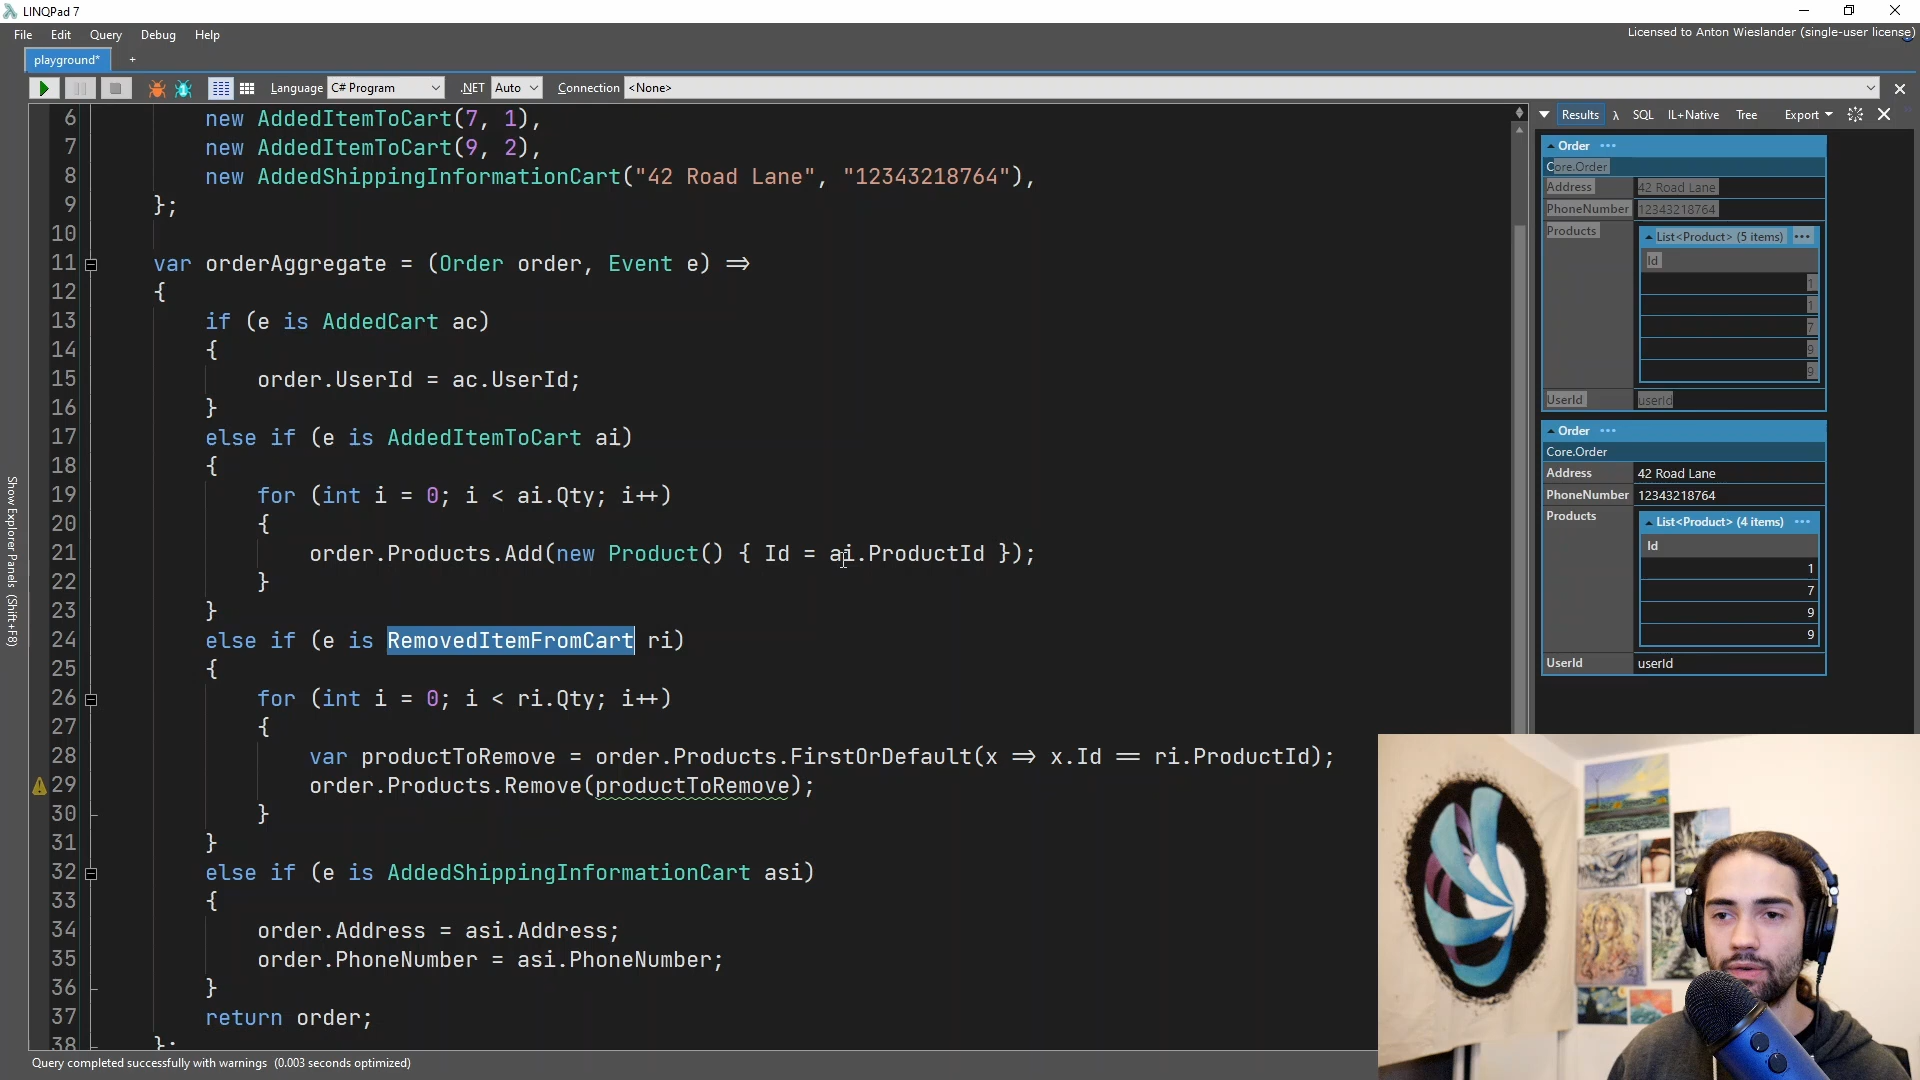 LINQPad 7
File Edit Query Debug Help
Licensed to Anton Wieslander (single-user license)
playground* +
Language C# Program .NET Auto Connection <None>
Results λ SQL IL+Native Tree Export
6 new AddedItemToCart(7, 1),
7 new AddedItemToCart(9, 2),
8 new AddedShippingInformationCart("42 Road Lane", "12343218764"),
9 };
10
11 var orderAggregate = (Order order, Event e) =>
12 {
13 if (e is AddedCart ac)
14 {
15 order.UserId = ac.UserId;
16 }
17 else if (e is AddedItemToCart ai)
18 {
19 for (int i = 0; i < ai.Qty; i++)
20 {
21 order.Products.Add(new Product() { Id = ai.ProductId });
22 }
23 }
24 else if (e is RemovedItemFromCart ri)
25 {
26 for (int i = 0; i < ri.Qty; i++)
27 {
28 var productToRemove = order.Products.FirstOrDefault(x => x.Id == ri.ProductId);
29 order.Products.Remove(productToRemove);
30 }
31 }
32 else if (e is AddedShippingInformationCart asi)
33 {
34 order.Address = asi.Address;
35 order.PhoneNumber = asi.PhoneNumber;
36 }
37 return order;
38 };
Show Explorer Panels (Shift+F8)
Order
Core.Order
Address 42 Road Lane
PhoneNumber 12343218764
Products List<Product> (5 items)
Id
1
1
7
9
9
UserId userId
Order
Core.Order
Address 42 Road Lane
PhoneNumber 12343218764
Products List<Product> (4 items)
Id
1
7
9
9
UserId userId
Query completed successfully with warnings (0.003 seconds optimized)